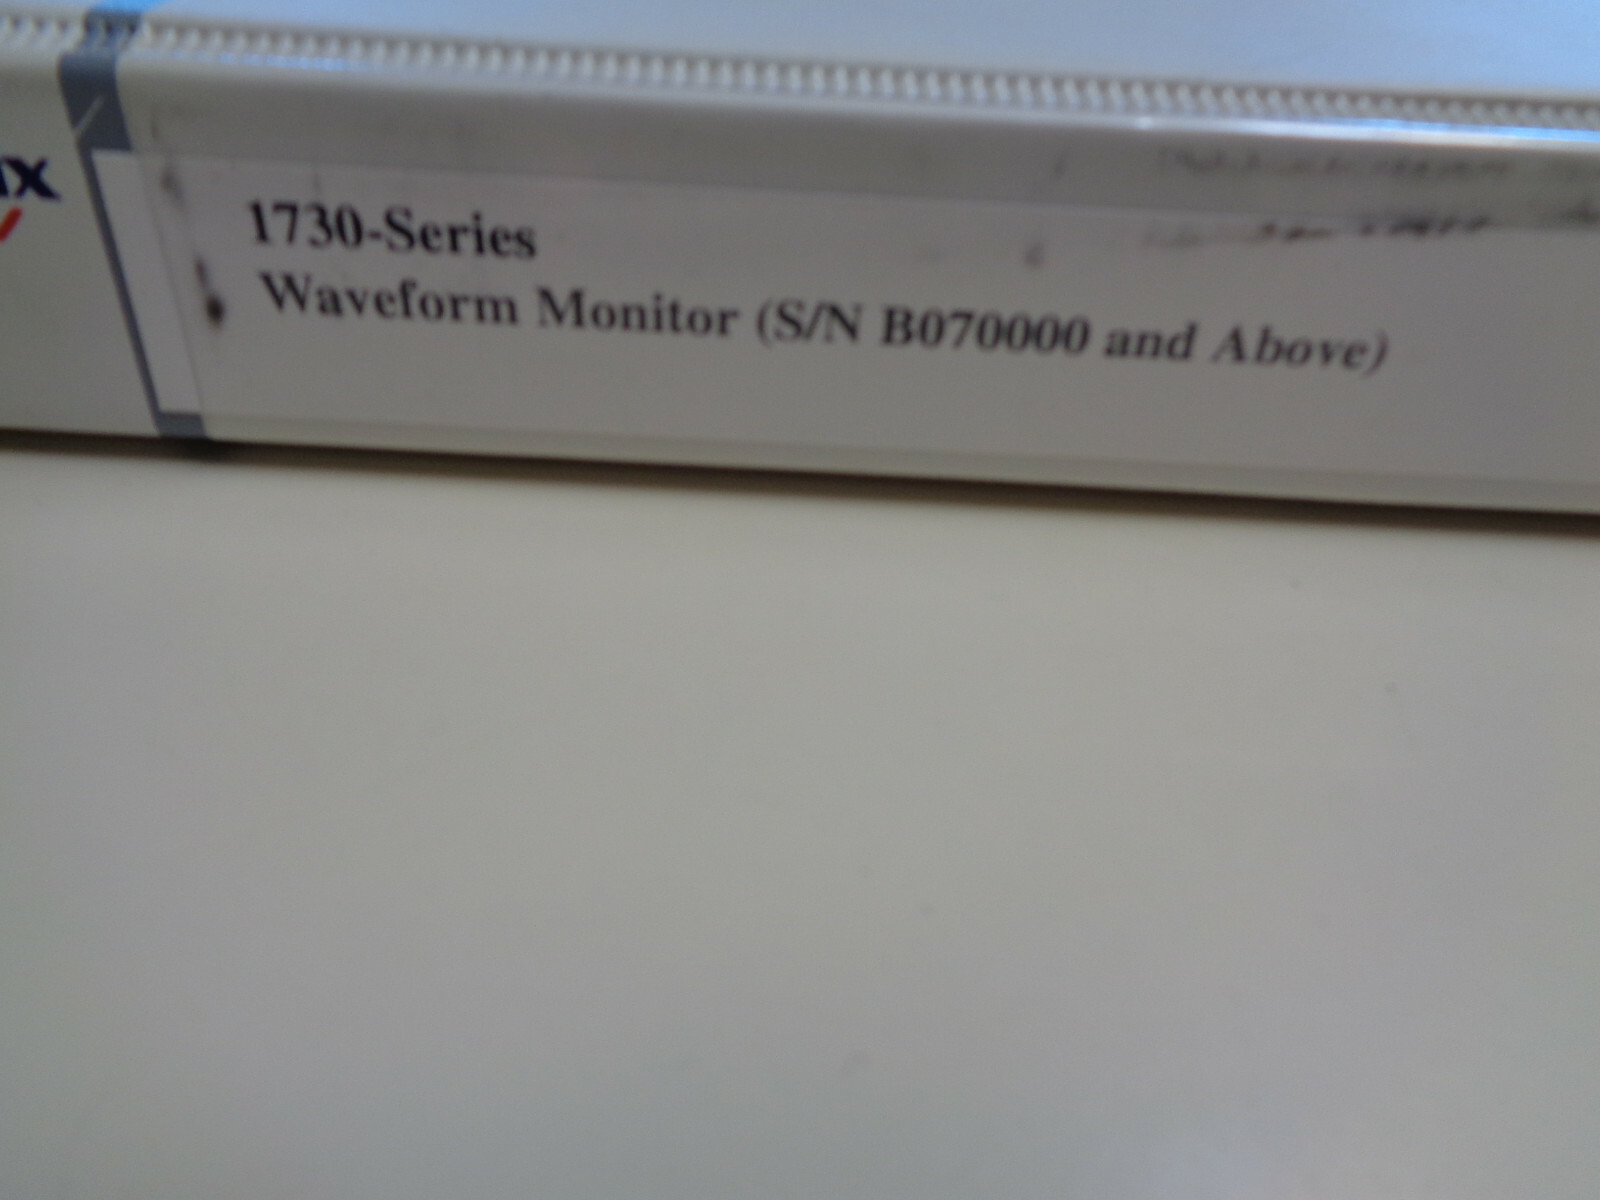 1730-Series
Waveform Monitor (S/N B070000 and Above)